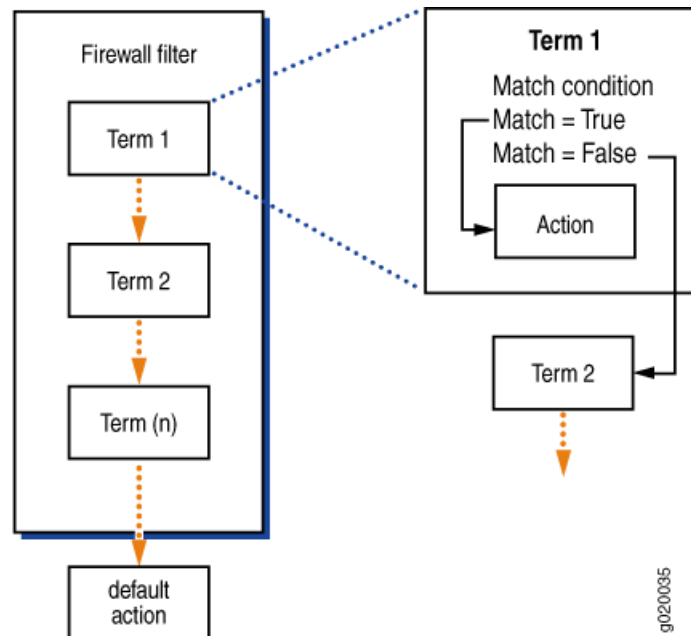 Firewall filter
Term 1
Term 2
Term (n)
default
action
Term 1
Match condition
Match = True
Match = False
Action
Term 2
g020035